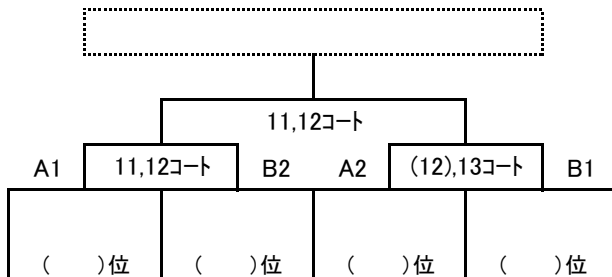 11,12コート
A1 11,12コート B2 A2 (12),13コート B1
( )位 ( )位 ( )位 ( )位